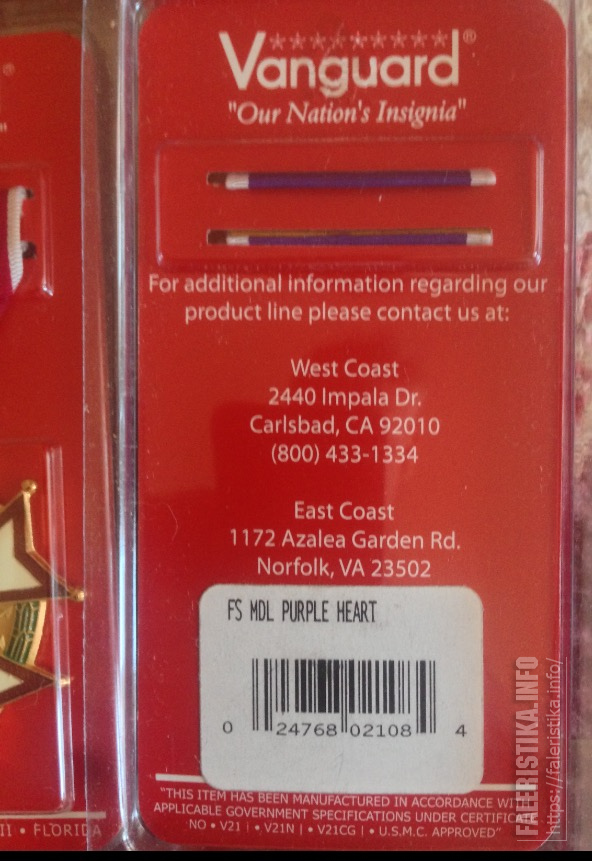 Vanguard®
"Our Nation's Insignia"
For additional information regarding our
product line please contact us at:
West Coast
2440 Impala Dr.
Carlsbad, CA 92010
(800) 433-1334
East Coast
1172 Azalea Garden Rd.
Norfolk, VA 23502
FS MDL PURPLE HEART
0 24768 02108 4
"THIS ITEM HAS BEEN MANUFACTURED IN ACCORDANCE WITH
APPLICABLE GOVERNMENT SPECIFICATIONS UNDER CERTIFICATE
NO • V21 | • V21N | • V21CG | • U.S.M.C. APPROVED"
• FLORIDA
FALERISTIKA.INFO
https://faleristika.info/